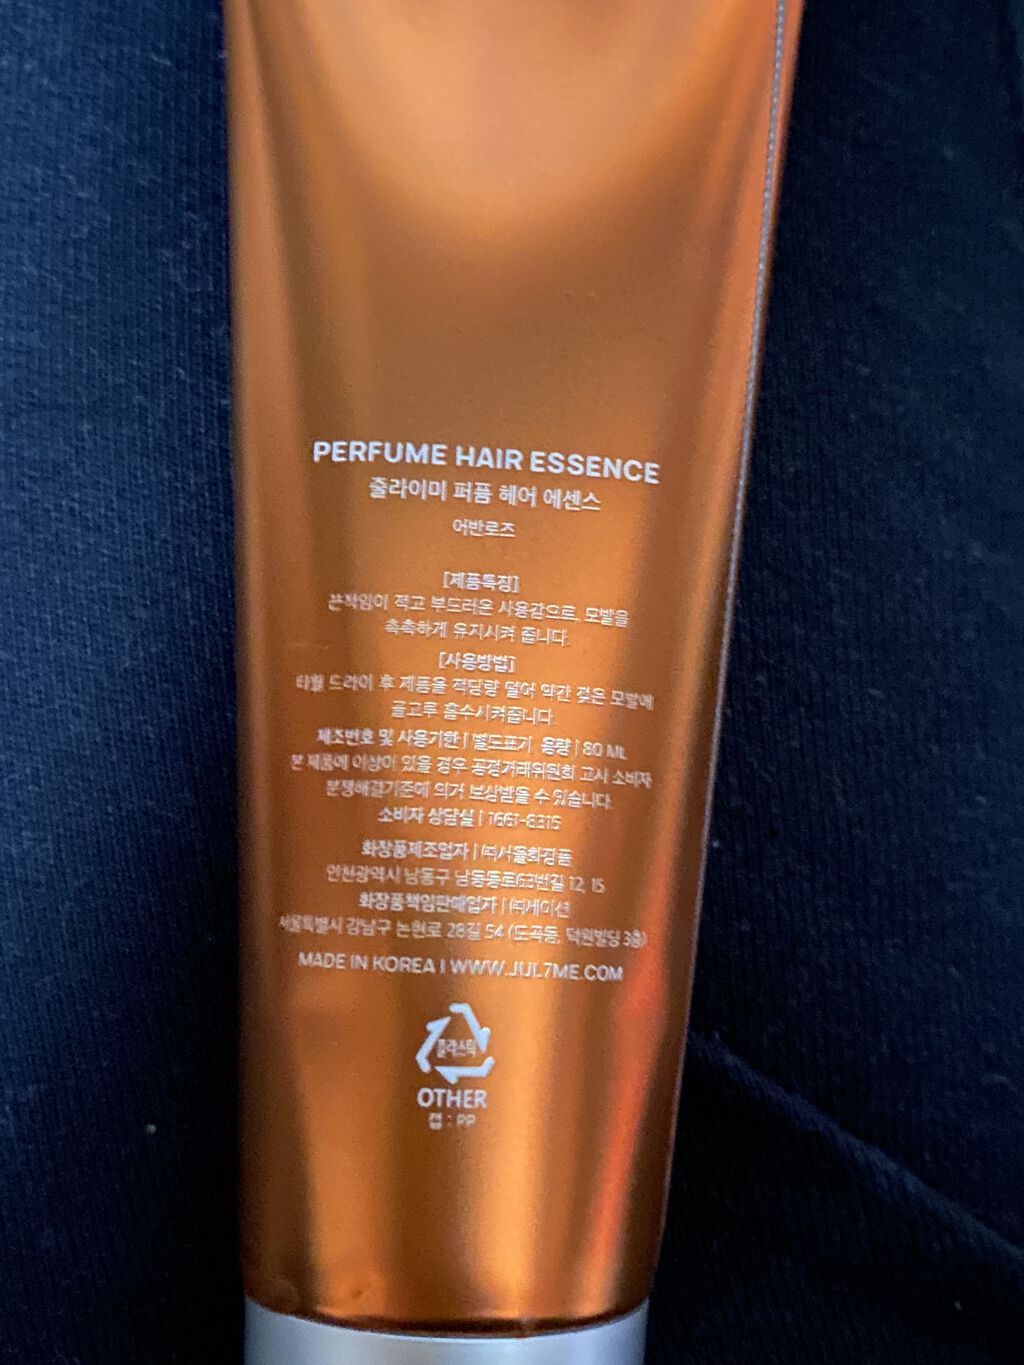 PERFUME HAIR ESSENCE
줄라이미 퍼퓸 헤어 에센스
어반로즈
[제품특징]
끈적임이 적고 부드러운 사용감으로, 모발을
촉촉하게 유지시켜 줍니다.
[사용방법]
타월 드라이 후 제품을 적당량 덜어 약간 젖은 모발에
골고루 흡수시켜줍니다.
제조번호 및 사용기한 | 별도표기 용량 | 80 ML
본 제품에 이상이 있을 경우 공정거래위원회 고시 소비자
분쟁해결기준에 의거 보상받을 수 있습니다.
소비자 상담실 | 1661-8315
화장품제조업자 | ㈜서울화장품
인천광역시 남동구 남동동로63번길 12, 15
화장품책임판매업자 | ㈜케이션
서울특별시 강남구 논현로 28길 54 (도곡동, 덕원빌딩 3층)
MADE IN KOREA | WWW.JUL7ME.COM
플라스틱
OTHER
캡 : PP